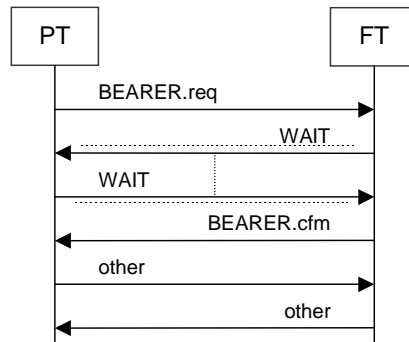 PT
FT
BEARER.req
WAIT
WAIT
BEARER.cfm
other
other